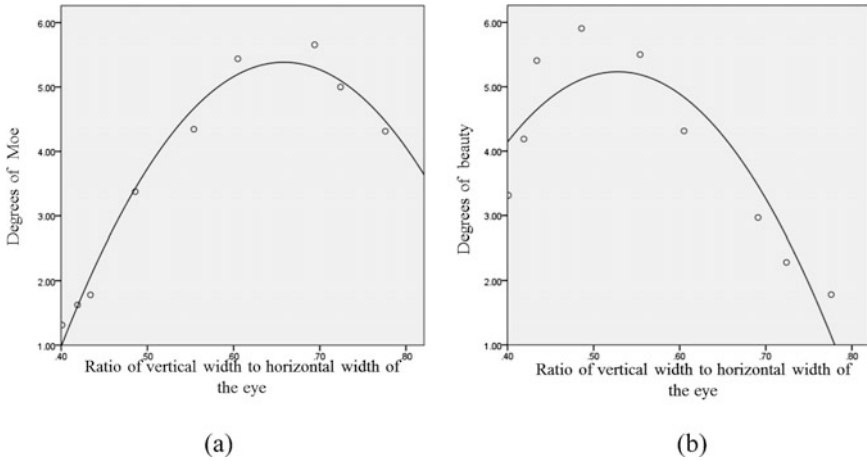 6.00
5.00
4.00
3.00
2.00
1.00
Degrees of Moe
.40 .50 .60 .70 .80
Ratio of vertical width to horizontal width of
the eye
(a)
6.00
5.00
4.00
3.00
2.00
1.00
Degrees of beauty
.40 .50 .60 .70 .80
Ratio of vertical width to horizontal width of
the eye
(b)